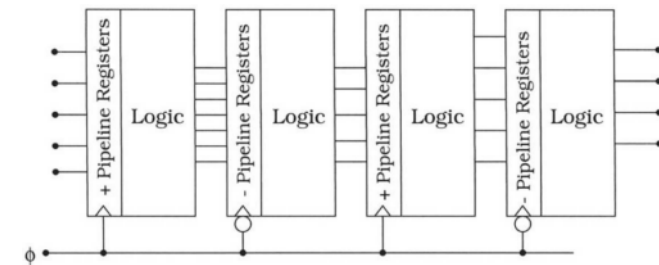 + Pipeline Registers
Logic
- Pipeline Registers
Logic
+ Pipeline Registers
Logic
- Pipeline Registers
Logic
ϕ